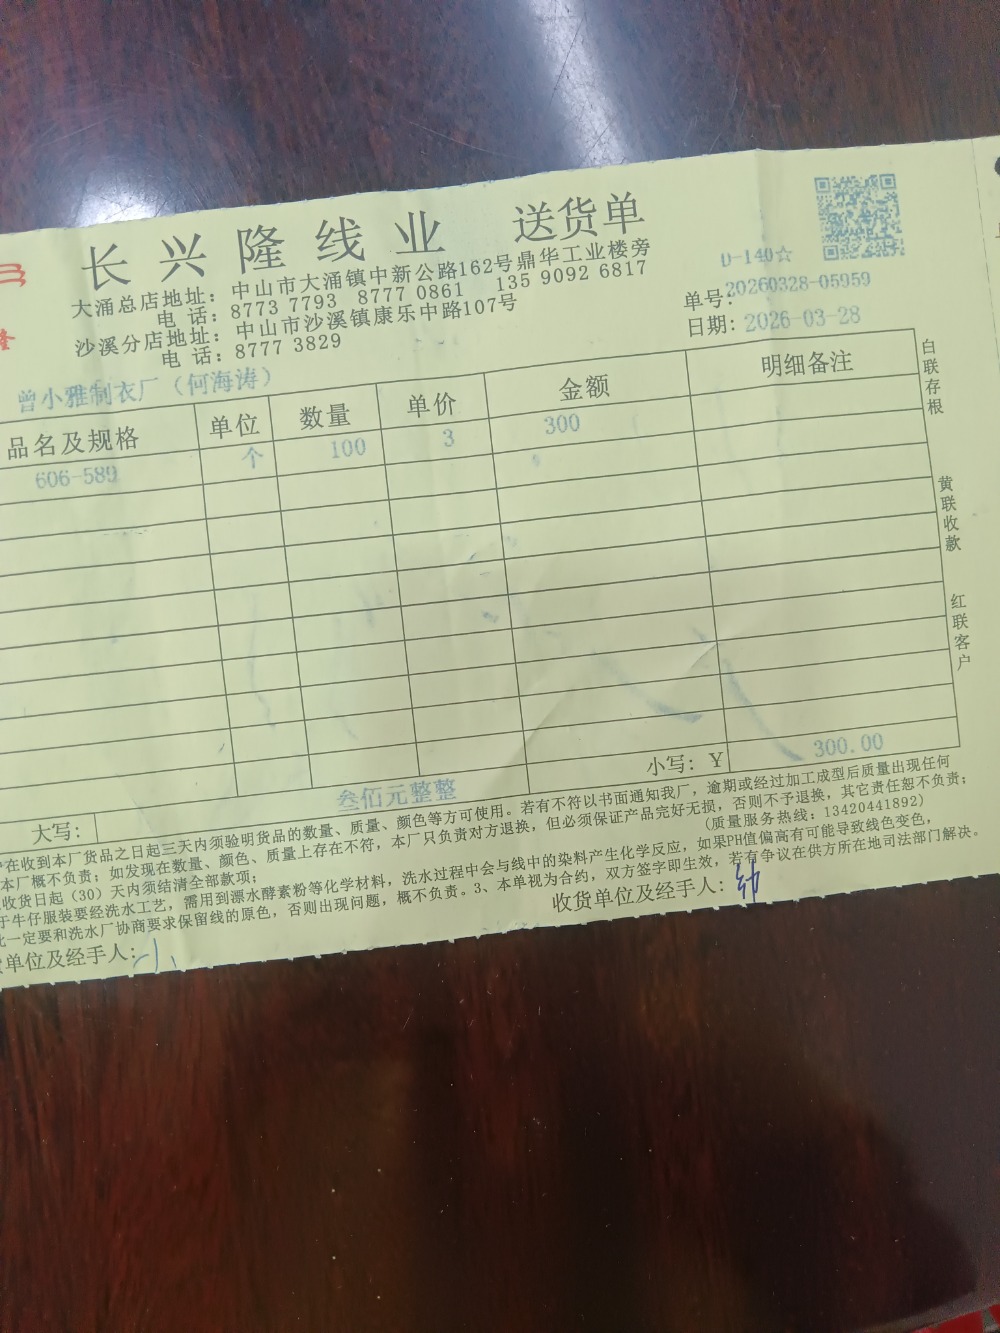 长兴隆线业 送货单
大涌总店地址：中山市大涌镇中新公路162号鼎华工业楼旁
电 话：8773 7793 8777 0861 135 9092 6817
沙溪分店地址：中山市沙溪镇康乐中路107号
电 话：8777 3829
D-140☆
单号：20260328-05959
日期：2026-03-28
曾小雅制衣厂（何海涛）
品名及规格 单位 数量 单价 金额 明细备注
606-589 个 100 3 300
白联存根
黄联收款
红联客户
小写：Y 300.00
大写： 叁佰元整整
在收到本厂货品之日起三天内须验明货品的数量、质量、颜色等方可使用。若有不符以书面通知我厂，逾期或经过加工成型后质量出现任何
本厂概不负责；如发现在数量、颜色、质量上存在不符，本厂只负责对方退换，但必须保证产品完好无损，否则不予退换，其它责任恕不负责；
收货日起（30）天内须结清全部款项； （质量服务热线：13420441892）
于牛仔服装要经洗水工艺，需用到漂水酵素粉等化学材料，洗水过程中会与线中的染料产生化学反应，如果PH值偏高有可能导致线色变色，
此一定要和洗水厂协商要求保留线的原色，否则出现问题，概不负责。3、本单视为合约，双方签字即生效，若有争议在供方所在地司法部门解决。
单位及经手人：小 收货单位及经手人：